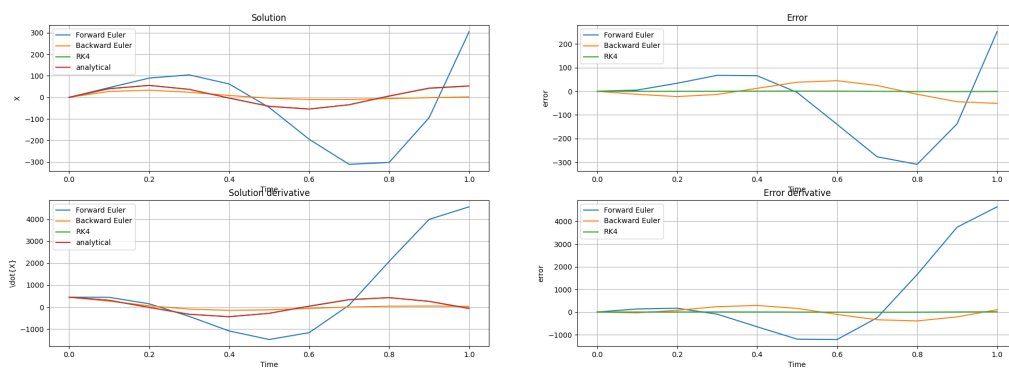 Solution
300
200
100
0
−100
−200
−300
X
Forward Euler
Backward Euler
RK4
analytical
0.0
0.2
0.4
0.6
0.8
1.0
Time
Error
200
100
0
−100
−200
−300
error
Forward Euler
Backward Euler
RK4
0.0
0.2
0.4
0.6
0.8
1.0
Time
Solution derivative
4000
3000
2000
1000
0
−1000
\dot{X}
Forward Euler
Backward Euler
RK4
analytical
0.0
0.2
0.4
0.6
0.8
1.0
Time
Error derivative
4000
3000
2000
1000
0
−1000
error
Forward Euler
Backward Euler
RK4
0.0
0.2
0.4
0.6
0.8
1.0
Time